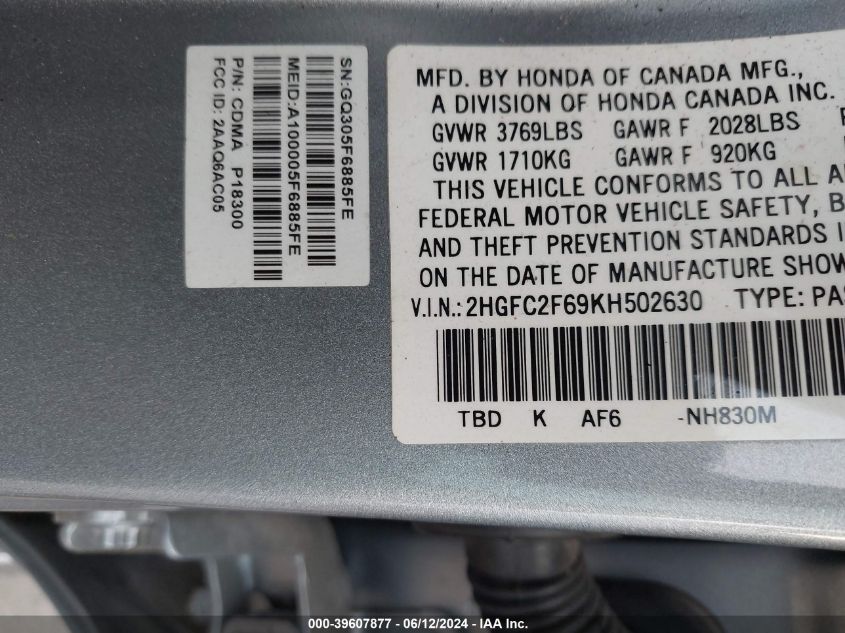 SN:GQ305F6885FE
MEID:A100005F6885FE
P/N: CDMA P18300
FCC ID: 2AAQ6AC05
MFD. BY HONDA OF CANADA MFG.,
A DIVISION OF HONDA CANADA INC.
GVWR 3769LBS GAWR F 2028LBS
GVWR 1710KG GAWR F 920KG
THIS VEHICLE CONFORMS TO ALL
FEDERAL MOTOR VEHICLE SAFETY,
AND THEFT PREVENTION STANDARDS
ON THE DATE OF MANUFACTURE SHOW
V.I.N.: 2HGFC2F69KH502630 TYPE: PAS
TBD K AF6 -NH830M
000-39607877 - 06/12/2024 - IAA Inc.